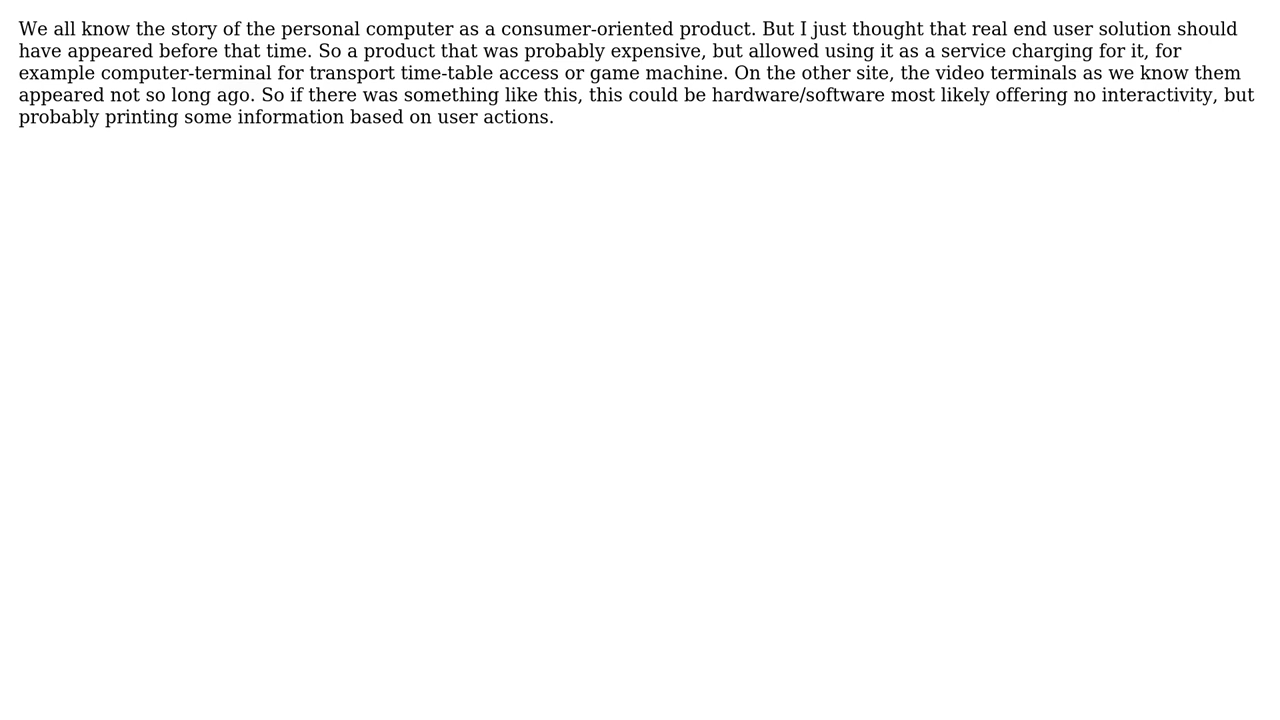 We all know the story of the personal computer as a consumer-oriented product. But I just thought that real end user solution should
have appeared before that time. So a product that was probably expensive, but allowed using it as a service charging for it, for
example computer-terminal for transport time-table access or game machine. On the other site, the video terminals as we know them
appeared not so long ago. So if there was something like this, this could be hardware/software most likely offering no interactivity, but
probably printing some information based on user actions.